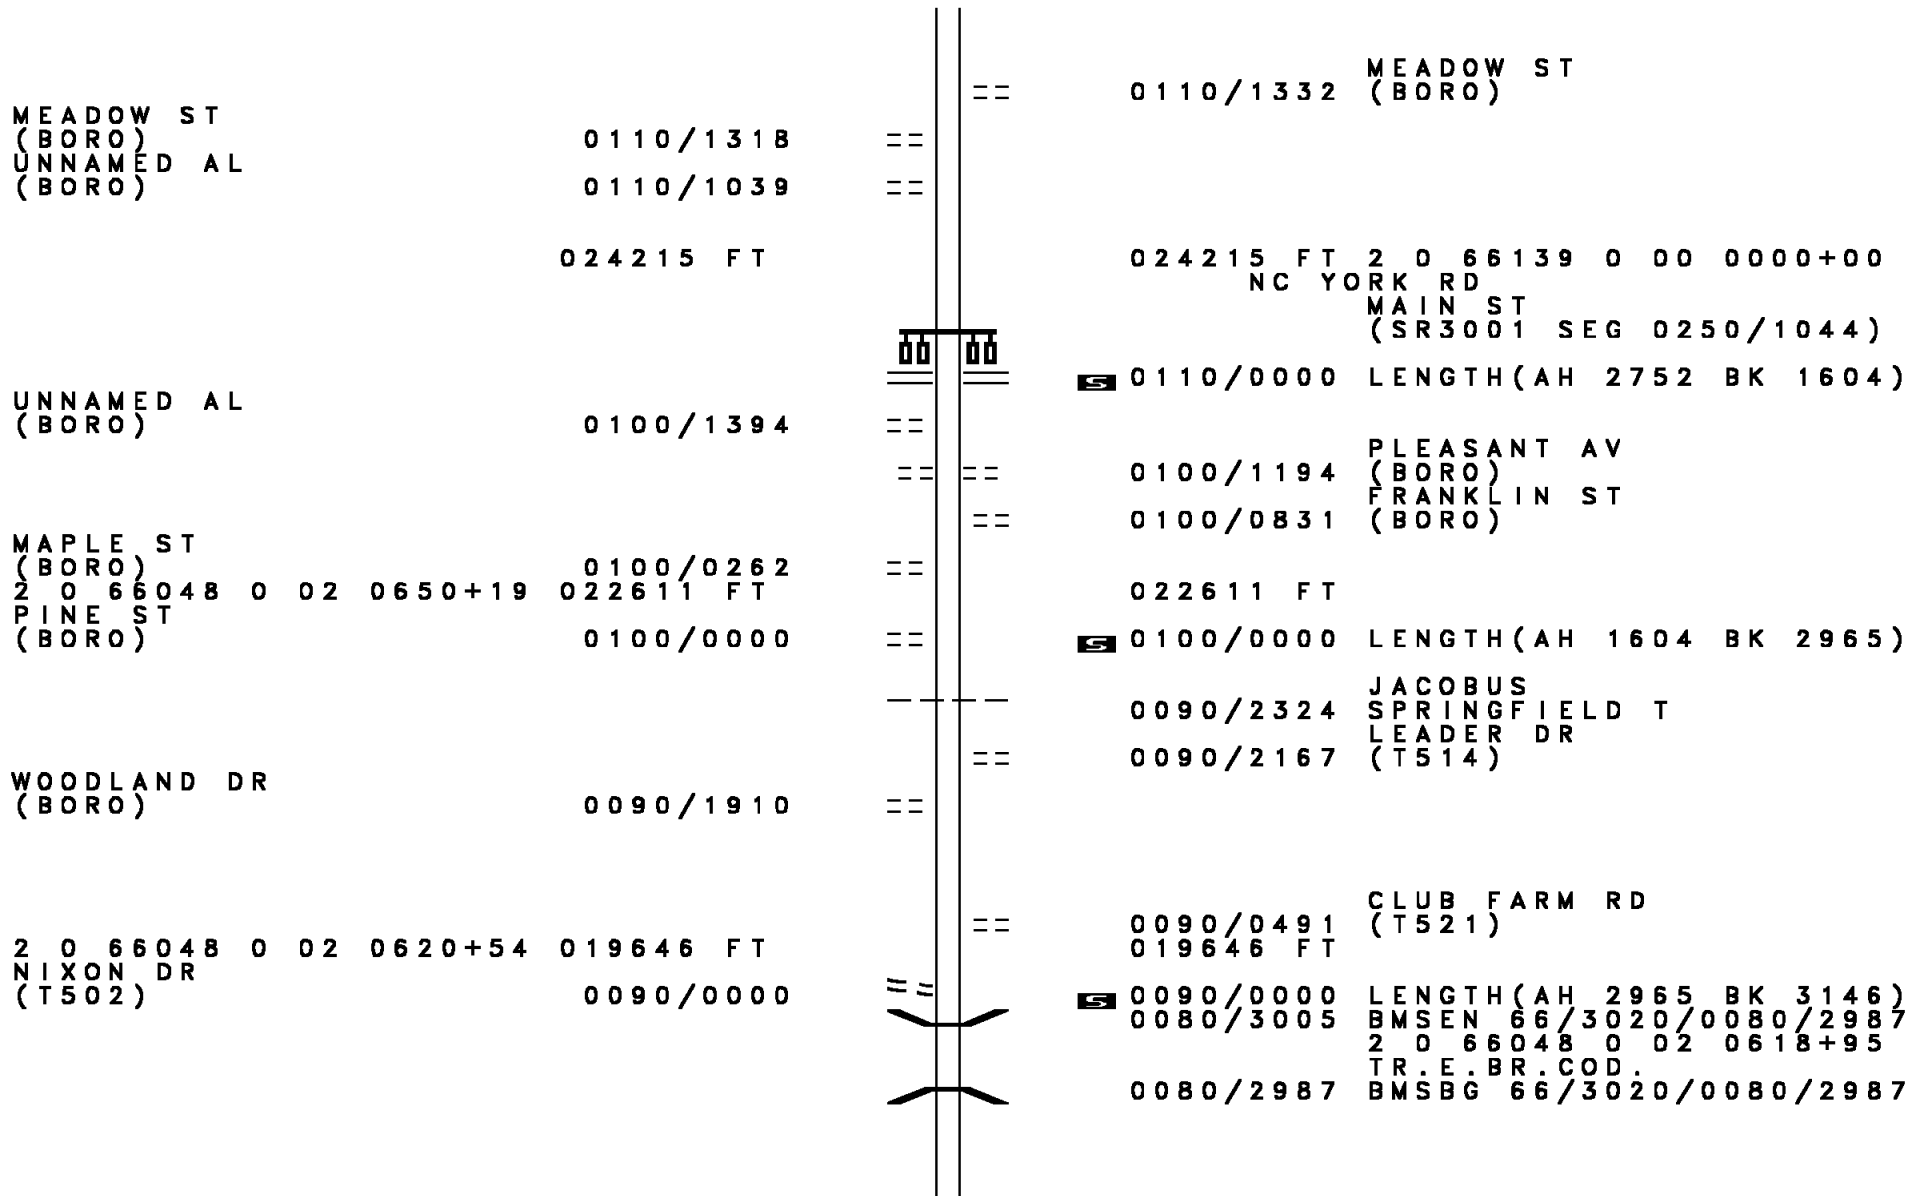 MEADOW ST
0110/1332 (BORO)
MEADOW ST
(BORO) 0110/1318
UNNAMED AL
(BORO) 0110/1039
024215 FT 024215 FT 2 0 66139 0 00 0000+00
NC YORK RD
MAIN ST
(SR3001 SEG 0250/1044)
S 0110/0000 LENGTH(AH 2752 BK 1604)
UNNAMED AL
(BORO) 0100/1394
PLEASANT AV
0100/1194 (BORO)
FRANKLIN ST
0100/0831 (BORO)
MAPLE ST
(BORO) 0100/0262
2 0 66048 0 02 0650+19 022611 FT 022611 FT
PINE ST
(BORO) 0100/0000 S 0100/0000 LENGTH(AH 1604 BK 2965)
JACOBUS
0090/2324 SPRINGFIELD T
LEADER DR
0090/2167 (T514)
WOODLAND DR
(BORO) 0090/1910
CLUB FARM RD
0090/0491 (T521)
2 0 66048 0 02 0620+54 019646 FT 019646 FT
NIXON DR
(T502) 0090/0000 S 0090/0000 LENGTH(AH 2965 BK 3146)
0080/3005 BMSEN 66/3020/0080/2987
2 0 66048 0 02 0618+95
TR.E.BR.COD.
0080/2987 BMSBG 66/3020/0080/2987